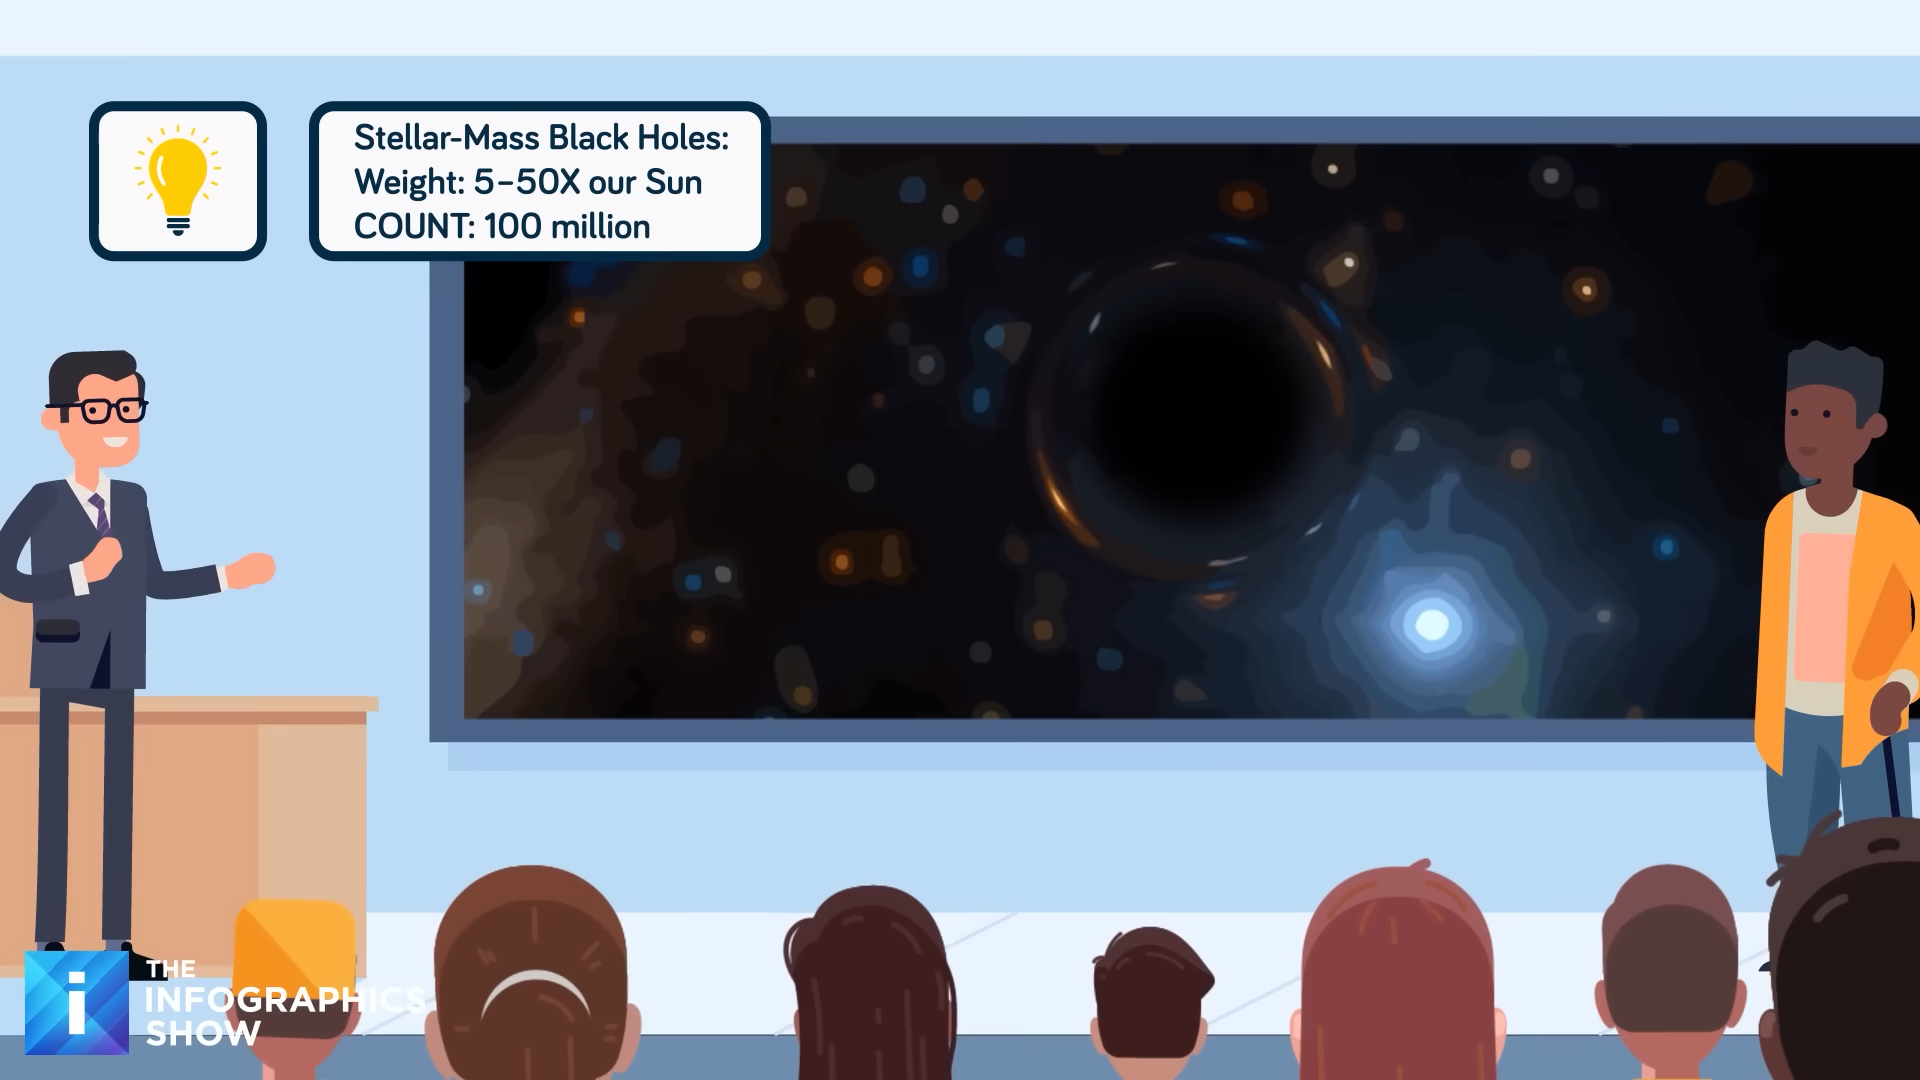 Stellar-Mass Black Holes:
Weight: 5–50X our Sun
COUNT: 100 million
i
THE
INFOGRAPHICS
SHOW